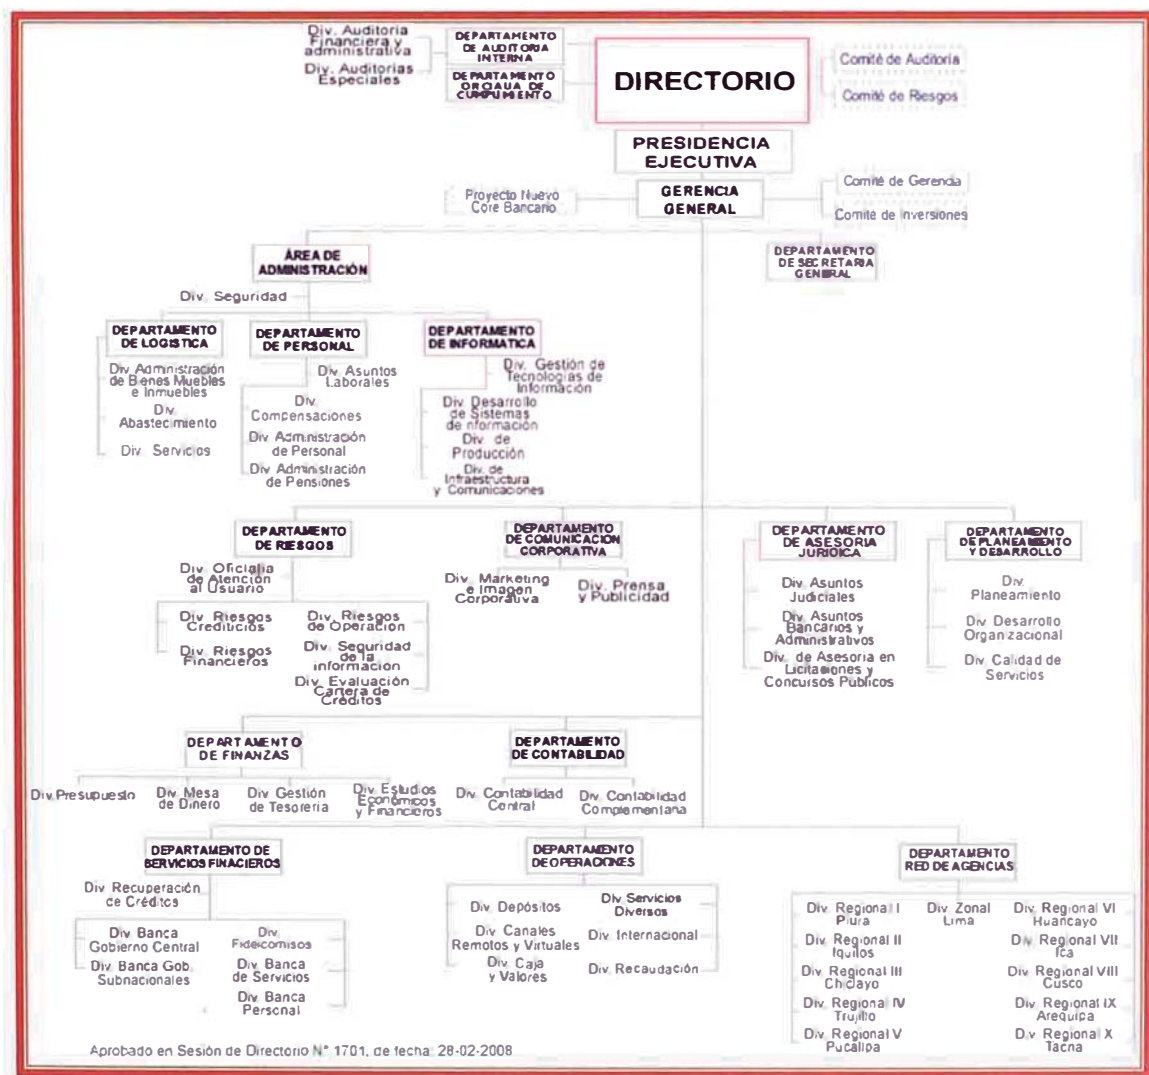 Div. Auditoria
Financiera y
administrativa
Div. Auditorias
Especiales
DEPARTAMENTO
DE AUDITORIA
INTERNA
DEPARTAMENTO
DE
CUMPLIMIENTO
DIRECTORIO
Comité de Auditoría
Comité de Riesgos
PRESIDENCIA
EJECUTIVA
GERENCIA
GENERAL
Proyecto Nuevo
Core Bancario
Comité de Gerencia
Comité de Inversiones
ÁREA DE
ADMINISTRACIÓN
DEPARTAMENTO
DE SECRETARIA
GENERAL
Div. Seguridad
DEPARTAMENTO
DE LOGISTICA
Div Administración
de Bienes Muebles
e Inmuebles
Div.
Abastecimiento
Div. Servicios
DEPARTAMENTO
DE PERSONAL
Div. Asuntos
Laborales
Div.
Compensaciones
Div Administración
de Personal
Div Administración
de Pensiones
DEPARTAMENTO
DE INFORMATICA
Div. Gestión de
Tecnologías de
Información
Div. Desarrollo
de Sistemas
de nformación
Div. de
Producción
Div. de
Infraestructura
y Comunicaciones
DEPARTAMENTO
DE RIESGOS
Div. Oficialia
de Atención
al Usuario
Div Riesgos
Crediticios
Div. Riesgos
Financieros
Div. Riesgos
de Operación
Div. Seguridad
de la
información
Div. Evaluación
Cartera de
Créditos
DEPARTAMENTO
DE COMUNICACION
CORPORATIVA
Div. Marketing
e Imagen
Corporativa
Div. Prensa
y Publicidad
DEPARTAMENTO
DE ASESORIA
JURIDICA
Div Asuntos
Judiciales
Div. Asuntos
Bancarios y
Administrativos
Div. de Asesoria en
Licitaciones y
Concursos Públicos
DEPARTAMENTO
DE PLANEAMIENTO
Y DESARROLLO
Div.
Planeamiento
Div. Desarrollo
Organizacional
Div. Calidad de
Servicios
DEPARTAMENTO
DE FINANZAS
Div.Presupuesto
Div. Mesa
de Dinero
Div. Gestión
de Tesoreria
Div. Estudios
Económicos
y Financieros
DEPARTAMENTO
DE CONTABILIDAD
Div. Contabilidad
Central
Div. Contabilidad
Complementaria
DEPARTAMENTO DE
SERVICIOS FINACIEROS
Div Recuperación
de Créditos
Div. Banca
Gobierno Central
Div. Banca Gob.
Subnacionales
Div.
Fideicomisos
Div. Banca
de Servicios
Div. Banca
Personal
DEPARTAMENTO
DE OPERACIONES
Div. Depósitos
Div. Canales
Remotos y Virtuales
Div. Caja
y Valores
Div Servicios
Diversos
Div. Internacional
Div. Recaudación
DEPARTAMENTO
RED DE AGENCIAS
Div. Regional I
Piura
Div. Regional II
Iquitos
Div. Regional III
Chiclayo
Div. Regional IV
Trujillo
Div. Regional V
Pucallpa
Div. Zonal
Lima
Div. Regional VI
Huancayo
Div. Regional VII
Ica
Div. Regional VIII
Cusco
Div. Regional IX
Arequipa
Div Regional X
Tacna
Aprobado en Sesión de Directorio N° 1701, de fecha: 28-02-2008